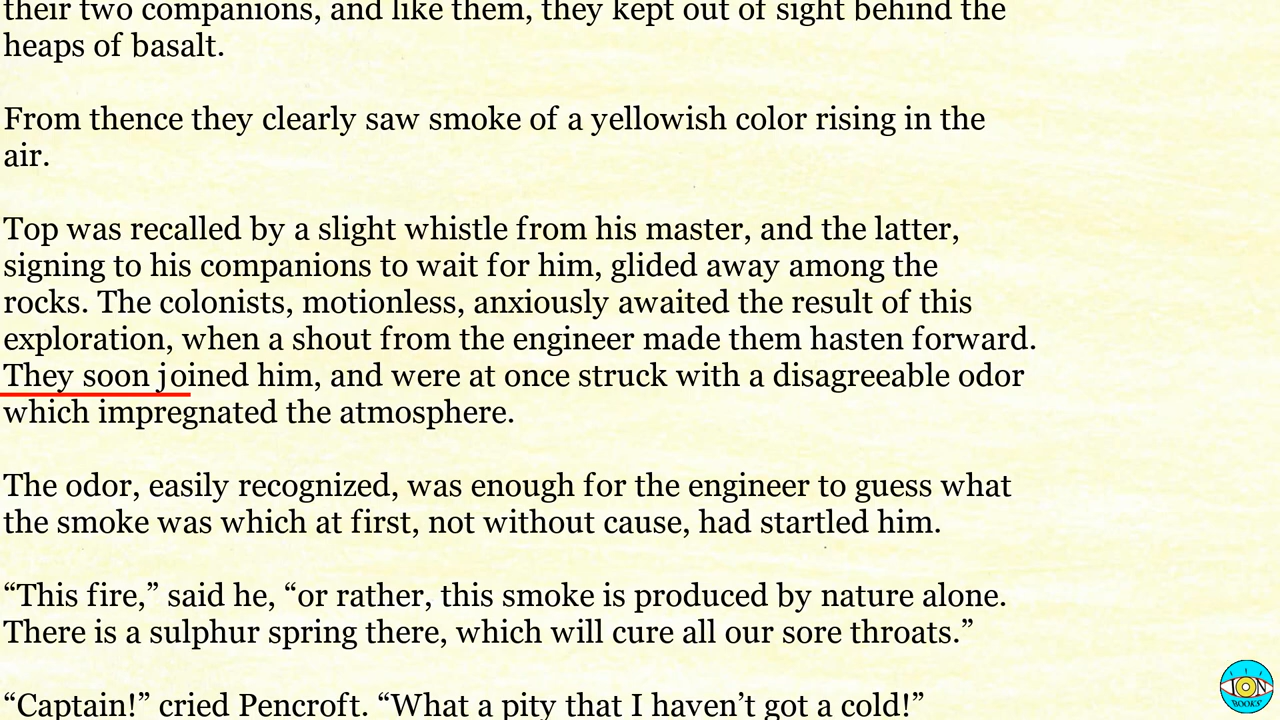 their two companions, and like them, they kept out of sight behind the
heaps of basalt.
From thence they clearly saw smoke of a yellowish color rising in the
air.
Top was recalled by a slight whistle from his master, and the latter,
signing to his companions to wait for him, glided away among the
rocks. The colonists, motionless, anxiously awaited the result of this
exploration, when a shout from the engineer made them hasten forward.
They soon joined him, and were at once struck with a disagreeable odor
which impregnated the atmosphere.
The odor, easily recognized, was enough for the engineer to guess what
the smoke was which at first, not without cause, had startled him.
“This fire,” said he, “or rather, this smoke is produced by nature alone.
There is a sulphur spring there, which will cure all our sore throats.”
“Captain!” cried Pencroft. “What a pity that I haven’t got a cold!”
ION
BOOKS